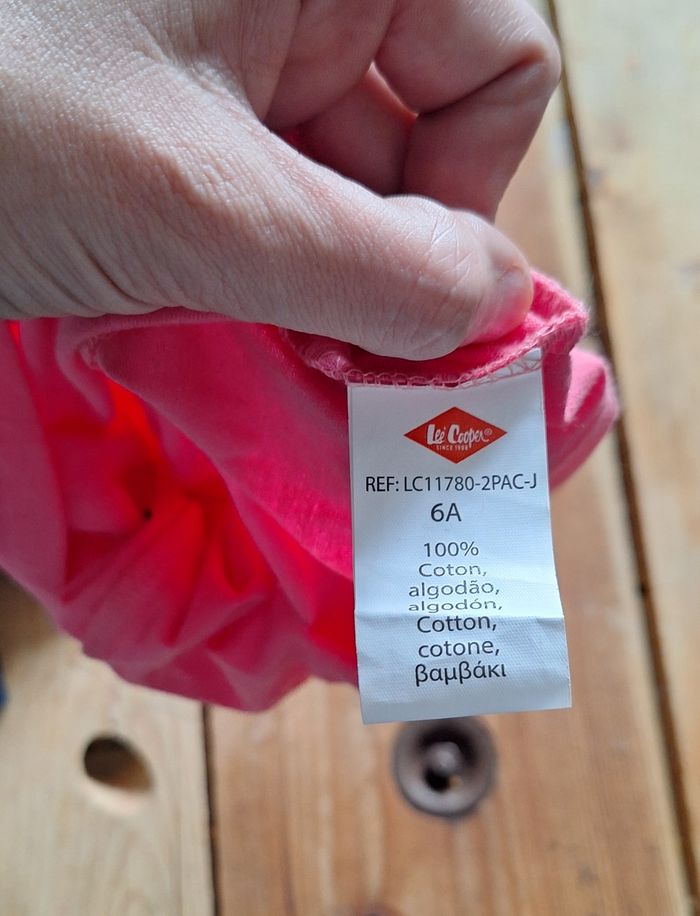 Lee Cooper®
SINCE 1908
REF: LC11780-2PAC-J
6A
100%
Coton,
algodão,
algodón,
Cotton,
cotone,
βαμβάκι